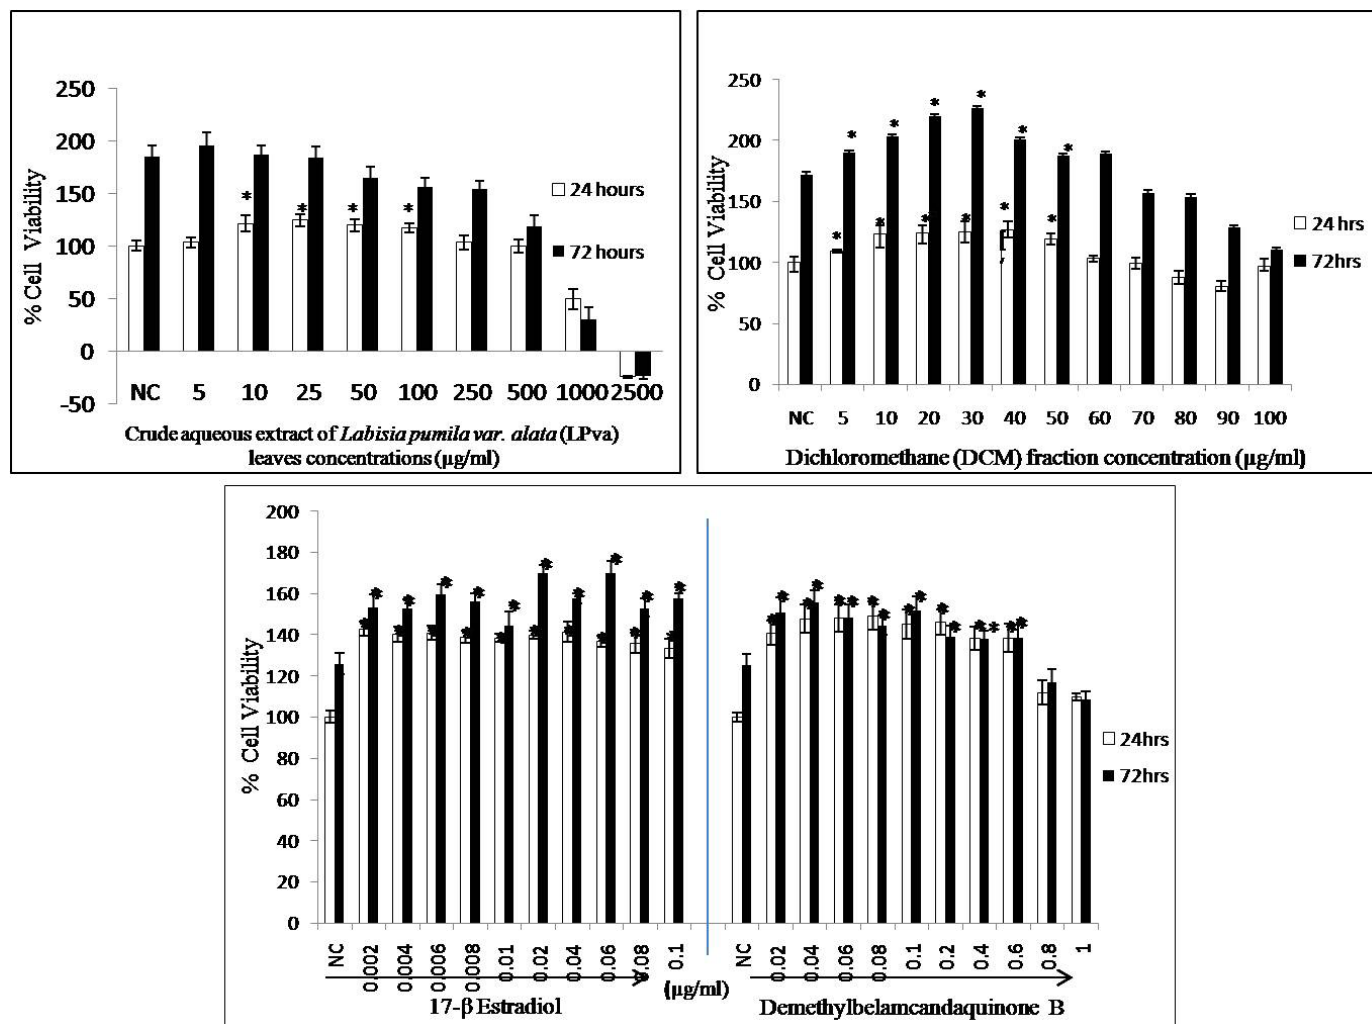 250
200
150
100
50
0
-50
% Cell Viability
*
*
*
*
24 hours
72 hours
NC 5 10 25 50 100 250 500 1000 2500
Crude aqueous extract of Labisia pumila var. alata (LPva)
leaves concentrations (µg/ml)
250
200
150
100
50
0
% Cell Viability
* * * * * *
* * * * * *
24 hrs
72hrs
NC 5 10 20 30 40 50 60 70 80 90 100
Dichloromethane (DCM) fraction concentration (µg/ml)
200
180
160
140
120
100
80
60
40
20
0
% Cell Viability
* * * * * * * * * *
* * * * * * * * * *
* * * * * * * *
* * * * * * * *
24hrs
72hrs
NC 0.002 0.004 0.006 0.008 0.01 0.02 0.04 0.06 0.08 0.1
NC 0.02 0.04 0.06 0.08 0.1 0.2 0.4 0.6 0.8 1
(µg/ml)
17-β Estradiol
Demethylbelamcandaquinone B